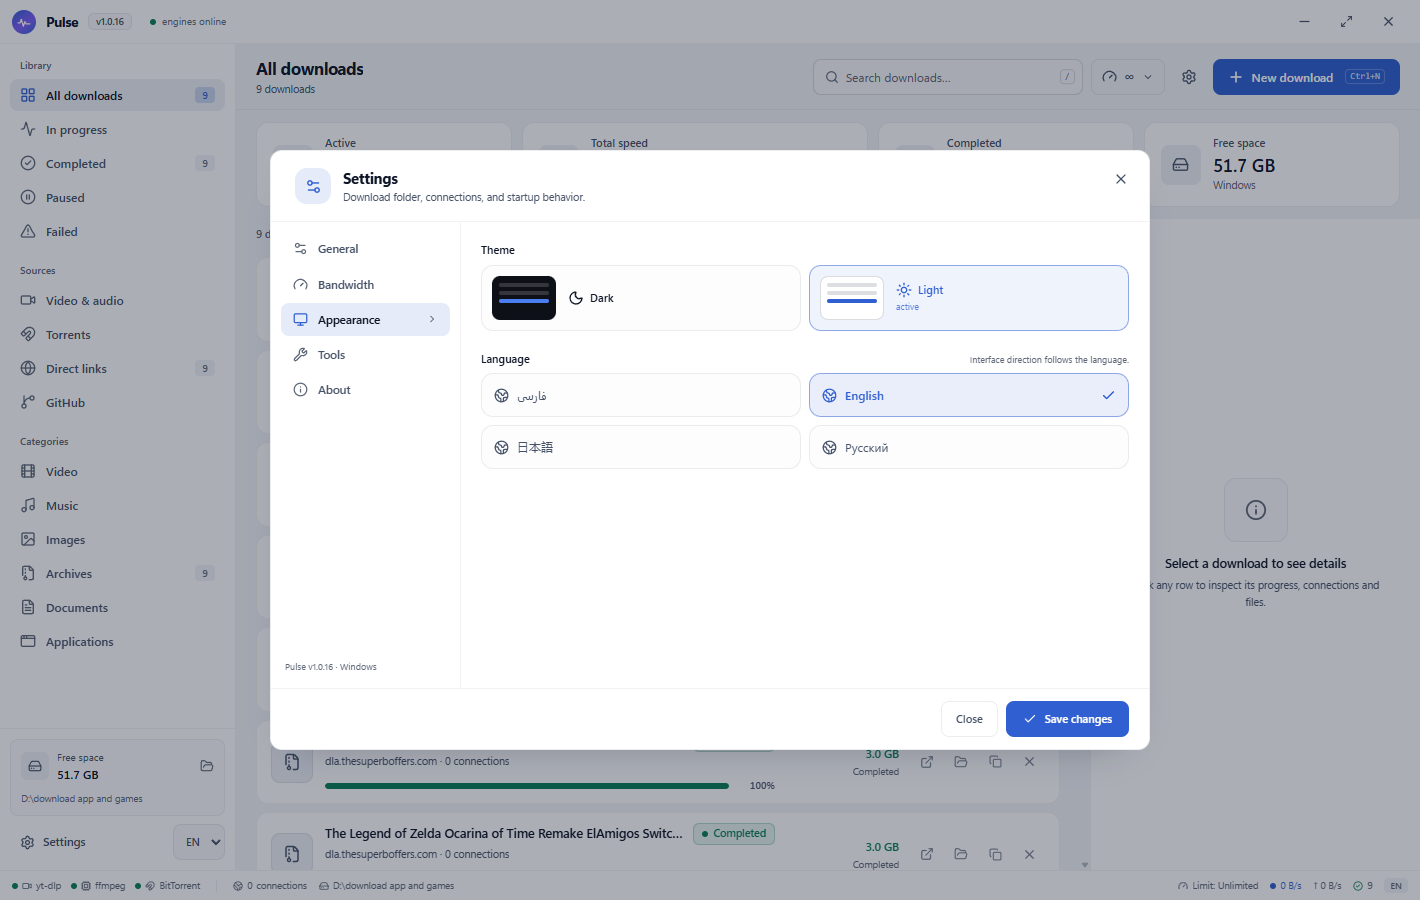 Pulse
v1.0.16
engines online
Library
All downloads
9
In progress
Completed
9
Paused
Failed
Sources
Video & audio
Torrents
Direct links
9
GitHub
Categories
Video
Music
Images
Archives
9
Documents
Applications
Free space
51.7 GB
D:\download app and games
Settings
EN
All downloads
9 downloads
Search downloads...
/
∞
New download
Ctrl+N
Active
Total speed
Completed
Free space
51.7 GB
Windows
9 d
Settings
Download folder, connections, and startup behavior.
General
Bandwidth
Appearance
Tools
About
Pulse v1.0.16 · Windows
Theme
Dark
Light
active
Language
Interface direction follows the language.
فارسی
English
日本語
Русский
Close
Save changes
Select a download to see details
any row to inspect its progress, connections and
files.
dla.thesuperboffers.com · 0 connections
100%
3.0 GB
Completed
The Legend of Zelda Ocarina of Time Remake ElAmigos Switc...
Completed
dla.thesuperboffers.com · 0 connections
3.0 GB
Completed
yt-dlp
ffmpeg
BitTorrent
0 connections
D:\download app and games
Limit: Unlimited
0 B/s
↑ 0 B/s
9
EN